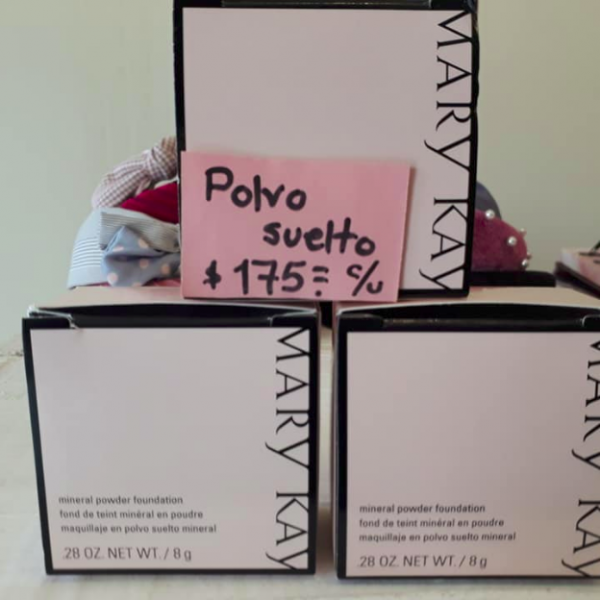 MARY KAY
Polvo
suelto
$175= c/u
MARY KAY
mineral powder foundation
fond de teint minéral en poudre
maquillaje en polvo suelto mineral
.28 OZ. NET WT. / 8 g
MARY KAY
mineral powder foundation
fond de teint minéral en poudre
maquillaje en polvo suelto mineral
.28 OZ. NET WT. / 8 g